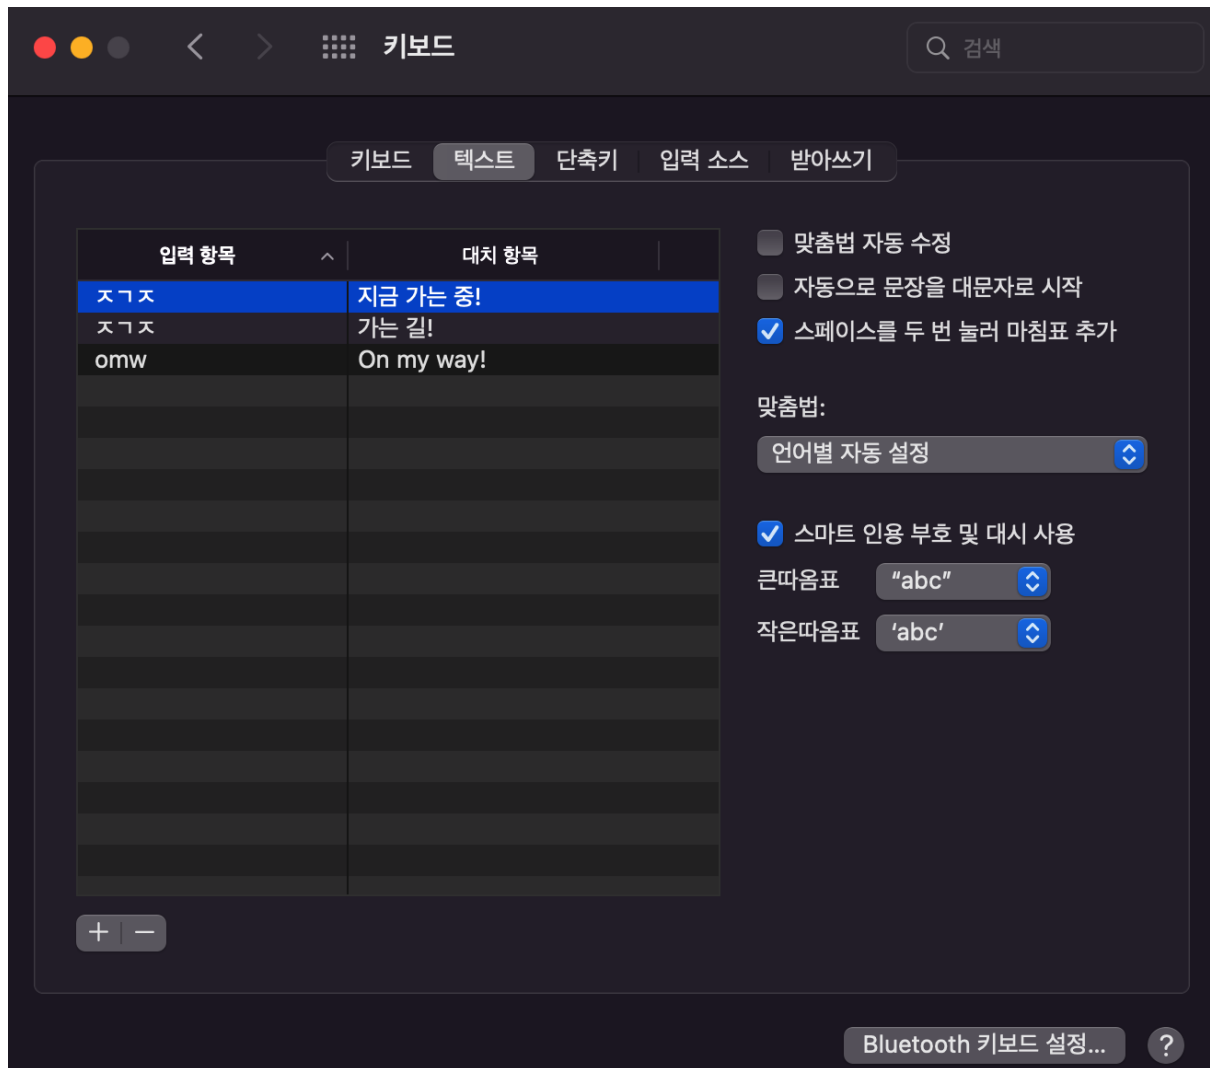 키보드
검색
키보드 텍스트 단축키 입력 소스 받아쓰기
입력 항목 대치 항목
ㅈㄱㅈ 지금 가는 중!
ㅈㄱㅈ 가는 길!
omw On my way!
맞춤법 자동 수정
자동으로 문장을 대문자로 시작
스페이스를 두 번 눌러 마침표 추가
맞춤법:
언어별 자동 설정
스마트 인용 부호 및 대시 사용
큰따옴표 “abc”
작은따옴표 ‘abc’
Bluetooth 키보드 설정... ?